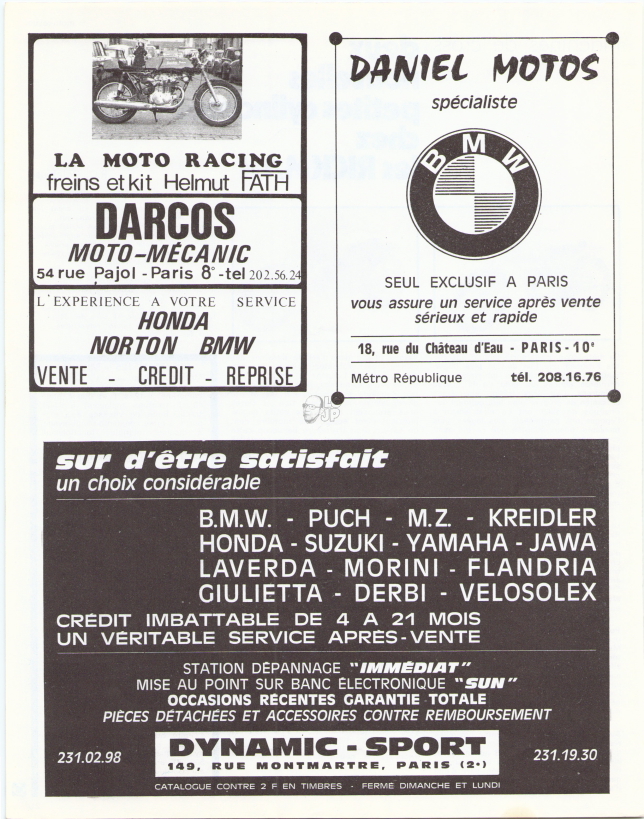 LA MOTO RACING
freins et kit Helmut FATH
DARCOS
MOTO-MÉCANIC
54 rue Pajol - Paris 8° - tel 202.56.24
L'EXPERIENCE A VOTRE SERVICE
HONDA
NORTON BMW
VENTE - CREDIT - REPRISE
DANIEL MOTOS
spécialiste
BMW
SEUL EXCLUSIF A PARIS
vous assure un service après vente
sérieux et rapide
18, rue du Château d'Eau - PARIS-10e
Métro République tél. 208.16.76
LE JP
sur d'être satisfait
un choix considérable
B.M.W. - PUCH - M.Z. - KREIDLER
HONDA - SUZUKI - YAMAHA - JAWA
LAVERDA - MORINI - FLANDRIA
GIULIETTA - DERBI - VELOSOLEX
CRÉDIT IMBATTABLE DE 4 A 21 MOIS
UN VÉRITABLE SERVICE APRÈS-VENTE
STATION DÉPANNAGE "IMMÉDIAT"
MISE AU POINT SUR BANC ÉLECTRONIQUE "SUN"
OCCASIONS RÉCENTES GARANTIE TOTALE
PIÈCES DÉTACHÉES ET ACCESSOIRES CONTRE REMBOURSEMENT
231.02.98
DYNAMIC - SPORT
149, RUE MONTMARTRE, PARIS (2e)
231.19.30
CATALOGUE CONTRE 2 F EN TIMBRES - FERME DIMANCHE ET LUNDI